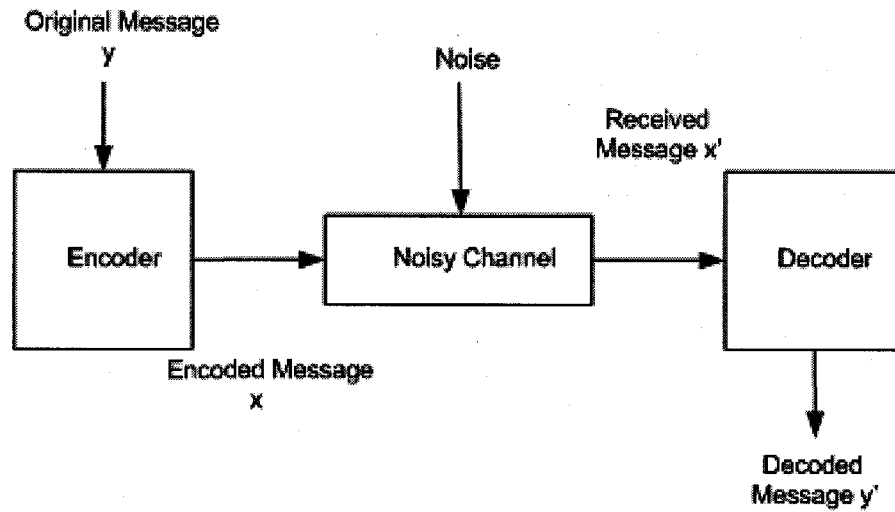 Original Message
y
Noise
Received
Message x'
Encoder
Noisy Channel
Decoder
Encoded Message
x
Decoded
Message y'